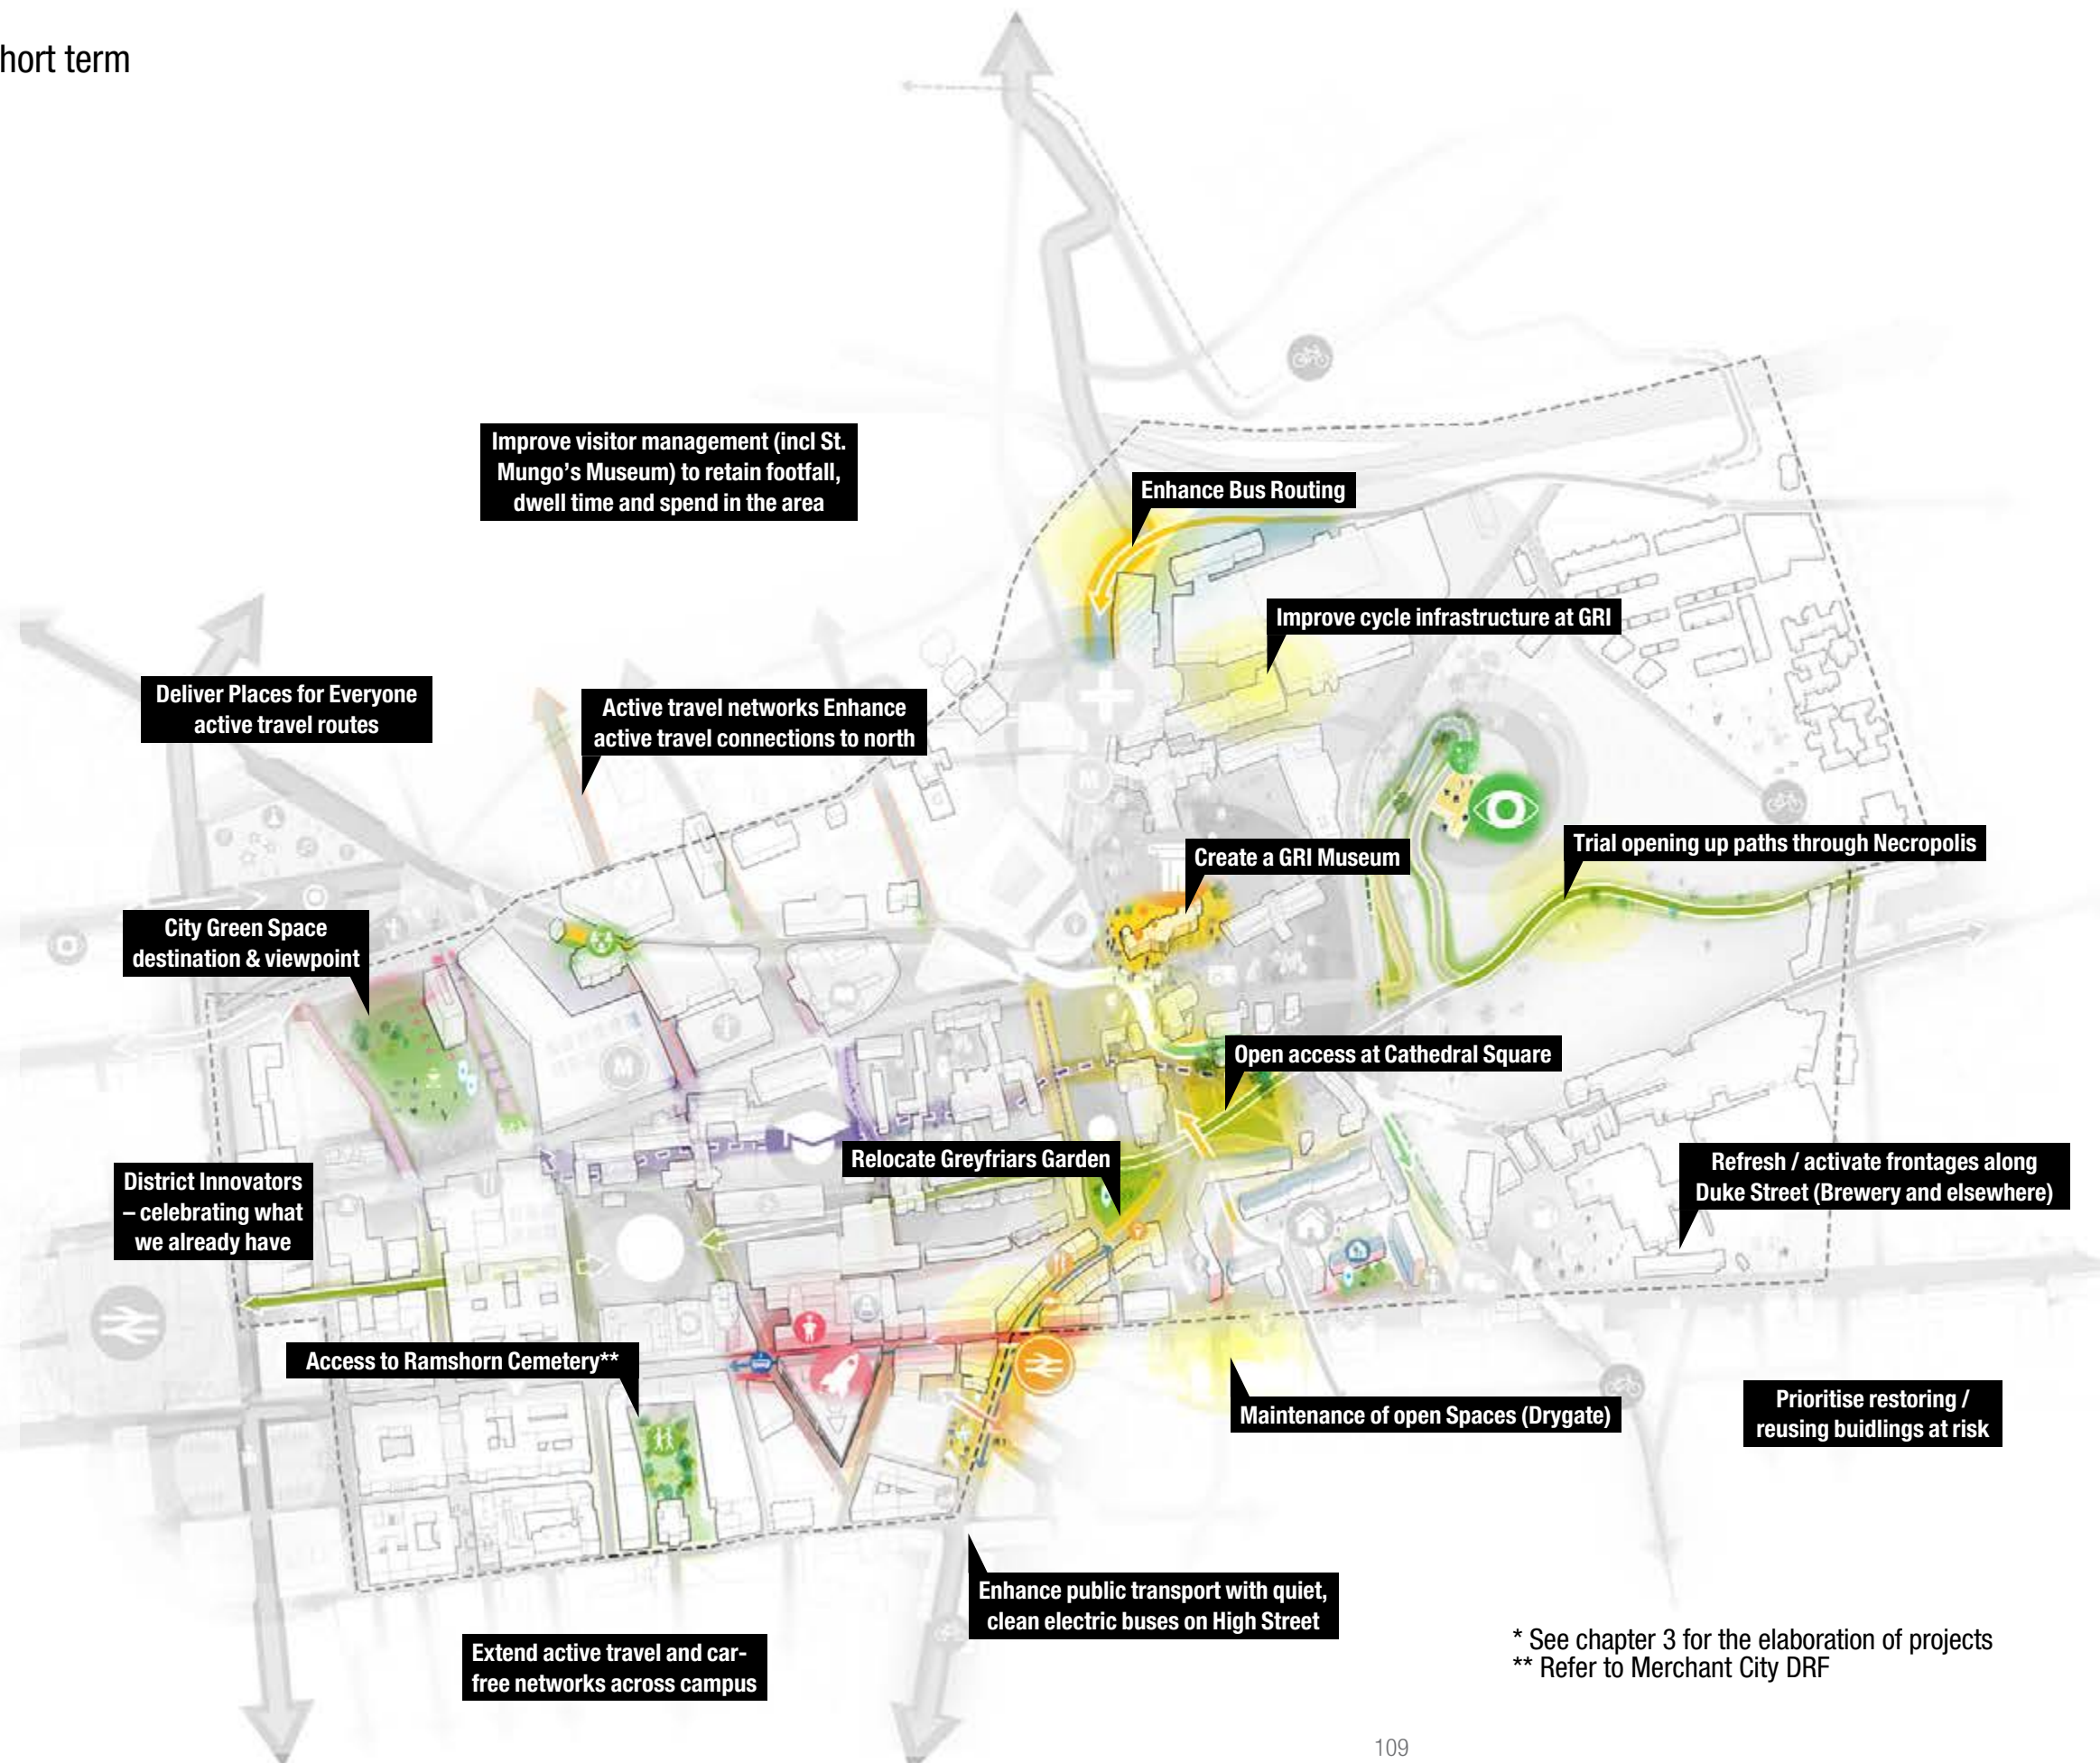 hort term
Improve visitor management (incl St.
Mungo's Museum) to retain footfall,
dwell time and spend in the area
Enhance Bus Routing
Improve cycle infrastructure at GRI
Deliver Places for Everyone
active travel routes
Active travel networks Enhance
active travel connections to north
Create a GRI Museum
Trial opening up paths through Necropolis
City Green Space
destination & viewpoint
Open access at Cathedral Square
Relocate Greyfriars Garden
Refresh / activate frontages along
Duke Street (Brewery and elsewhere)
District Innovators
– celebrating what
we already have
Access to Ramshorn Cemetery**
Maintenance of open Spaces (Drygate)
Prioritise restoring /
reusing buidlings at risk
Enhance public transport with quiet,
clean electric buses on High Street
Extend active travel and car-
free networks across campus
* See chapter 3 for the elaboration of projects
** Refer to Merchant City DRF
109
M
M